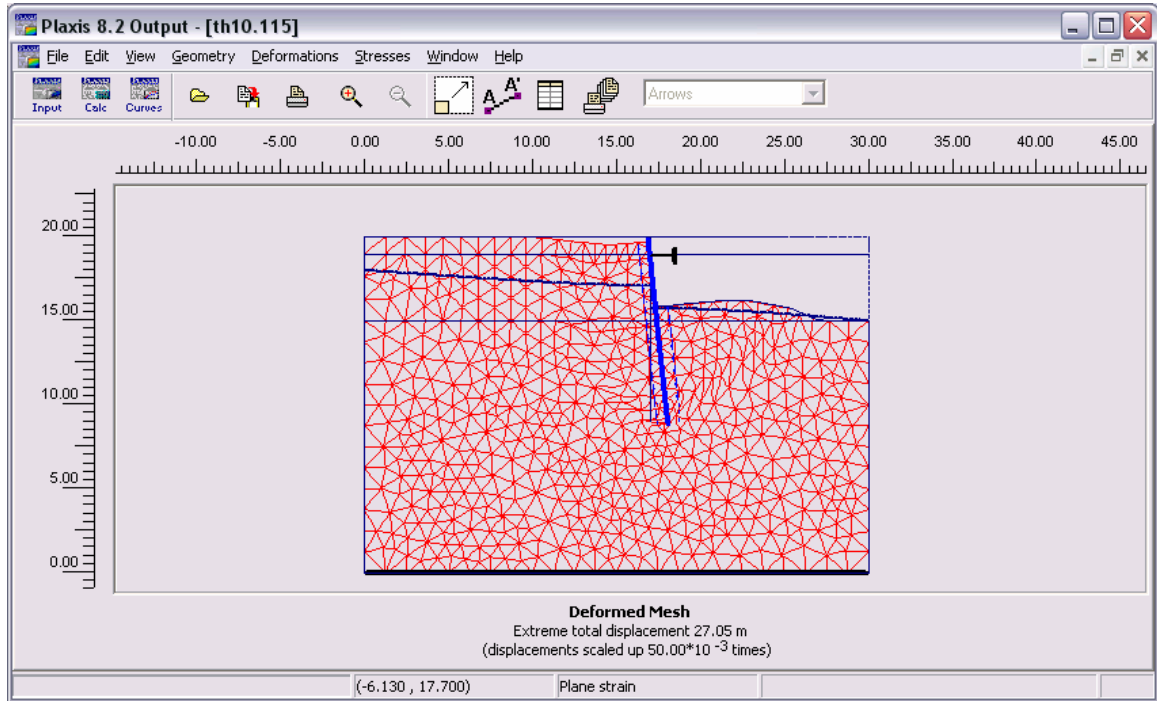 Plaxis 8.2 Output - [th10.115]
File Edit View Geometry Deformations Stresses Window Help
Input Calc Curves Arrows
-10.00 -5.00 0.00 5.00 10.00 15.00 20.00 25.00 30.00 35.00 40.00 45.00
20.00
15.00
10.00
5.00
0.00
Deformed Mesh
Extreme total displacement 27.05 m
(displacements scaled up 50.00*10 -3 times)
(-6.130 , 17.700) Plane strain